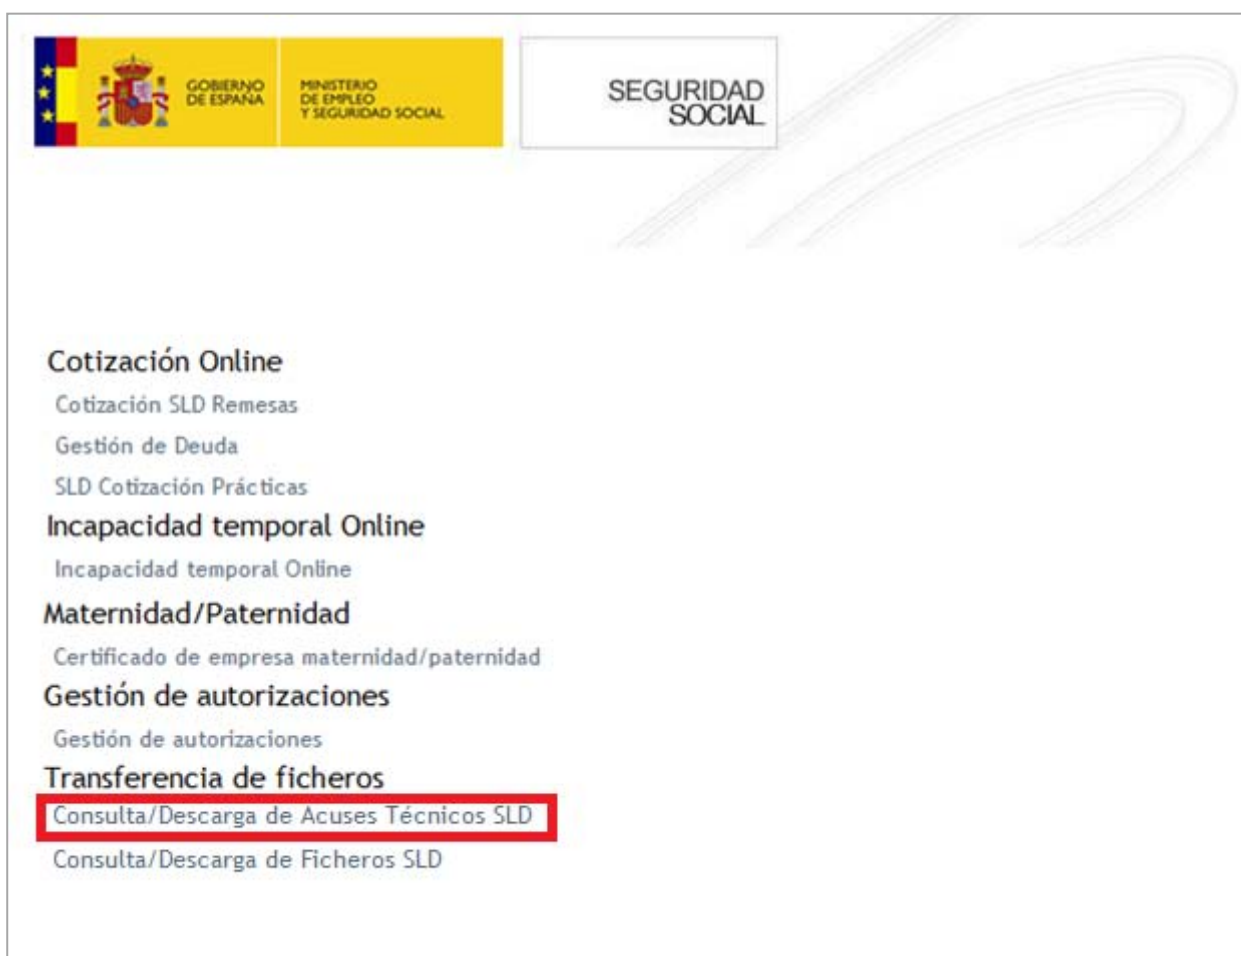 GOBIERNO
DE ESPAÑA
MINISTERIO
DE EMPLEO
Y SEGURIDAD SOCIAL
SEGURIDAD
SOCIAL
Cotización Online
Cotización SLD Remesas
Gestión de Deuda
SLD Cotización Prácticas
Incapacidad temporal Online
Incapacidad temporal Online
Maternidad/Paternidad
Certificado de empresa maternidad/paternidad
Gestión de autorizaciones
Gestión de autorizaciones
Transferencia de ficheros
Consulta/Descarga de Acuses Técnicos SLD
Consulta/Descarga de Ficheros SLD